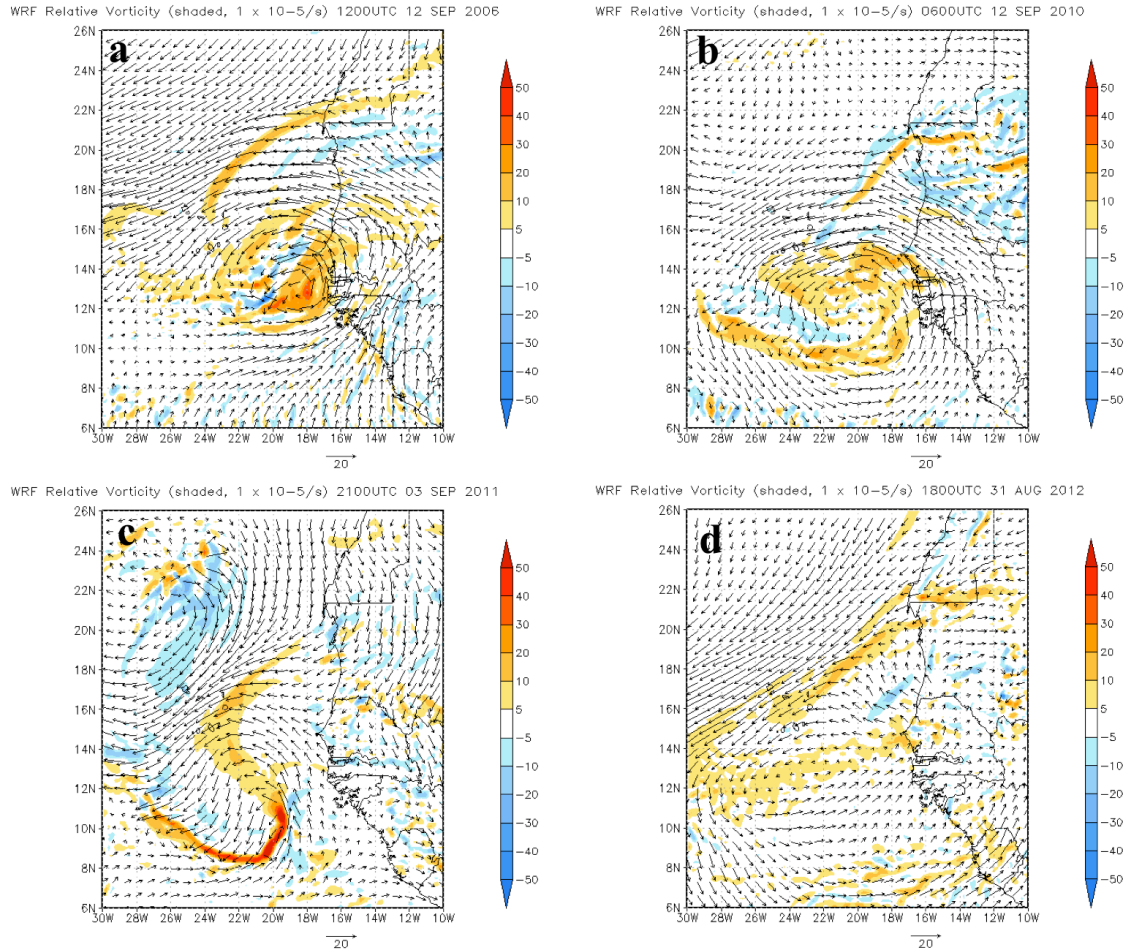 WRF Relative Vorticity (shaded, 1 x 10-5/s) 1200UTC 12 SEP 2006
a
26N
24N
22N
20N
18N
16N
14N
12N
10N
8N
6N
30W 28W 26W 24W 22W 20W 18W 16W 14W 12W 10W
20
50
40
30
20
10
5
-5
-10
-20
-30
-40
-50
WRF Relative Vorticity (shaded, 1 x 10-5/s) 0600UTC 12 SEP 2010
b
26N
24N
22N
20N
18N
16N
14N
12N
10N
8N
6N
30W 28W 26W 24W 22W 20W 18W 16W 14W 12W 10W
20
50
40
30
20
10
5
-5
-10
-20
-30
-40
-50
WRF Relative Vorticity (shaded, 1 x 10-5/s) 2100UTC 03 SEP 2011
c
26N
24N
22N
20N
18N
16N
14N
12N
10N
8N
6N
30W 28W 26W 24W 22W 20W 18W 16W 14W 12W 10W
20
50
40
30
20
10
5
-5
-10
-20
-30
-40
-50
WRF Relative Vorticity (shaded, 1 x 10-5/s) 1800UTC 31 AUG 2012
d
26N
24N
22N
20N
18N
16N
14N
12N
10N
8N
6N
30W 28W 26W 24W 22W 20W 18W 16W 14W 12W 10W
20
50
40
30
20
10
5
-5
-10
-20
-30
-40
-50